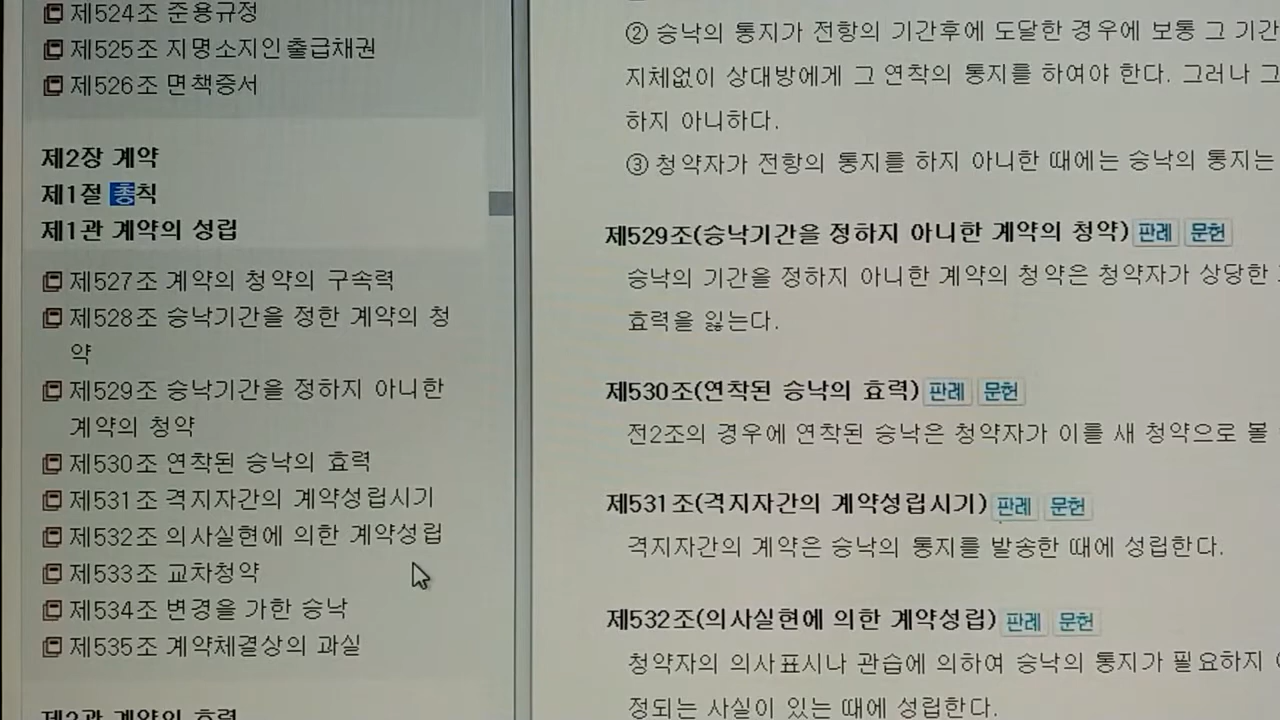 제524조 준용규정
제525조 지명소지인출급채권
제526조 면책증서
제2장 계약
제1절 총칙
제1관 계약의 성립
제527조 계약의 청약의 구속력
제528조 승낙기간을 정한 계약의 청
약
제529조 승낙기간을 정하지 아니한
계약의 청약
제530조 연착된 승낙의 효력
제531조 격지자간의 계약성립시기
제532조 의사실현에 의한 계약성립
제533조 교차청약
제534조 변경을 가한 승낙
제535조 계약체결상의 과실
제2관 계약의 효력
② 승낙의 통지가 전항의 기간후에 도달한 경우에 보통 그 기간
지체없이 상대방에게 그 연착의 통지를 하여야 한다. 그러나 그
하지 아니하다.
③ 청약자가 전항의 통지를 하지 아니한 때에는 승낙의 통지는
제529조(승낙기간을 정하지 아니한 계약의 청약) 판례 문헌
승낙의 기간을 정하지 아니한 계약의 청약은 청약자가 상당한
효력을 잃는다.
제530조(연착된 승낙의 효력) 판례 문헌
전2조의 경우에 연착된 승낙은 청약자가 이를 새 청약으로 볼
제531조(격지자간의 계약성립시기) 판례 문헌
격지자간의 계약은 승낙의 통지를 발송한 때에 성립한다.
제532조(의사실현에 의한 계약성립) 판례 문헌
청약자의 의사표시나 관습에 의하여 승낙의 통지가 필요하지
정되는 사실이 있는 때에 성립한다.